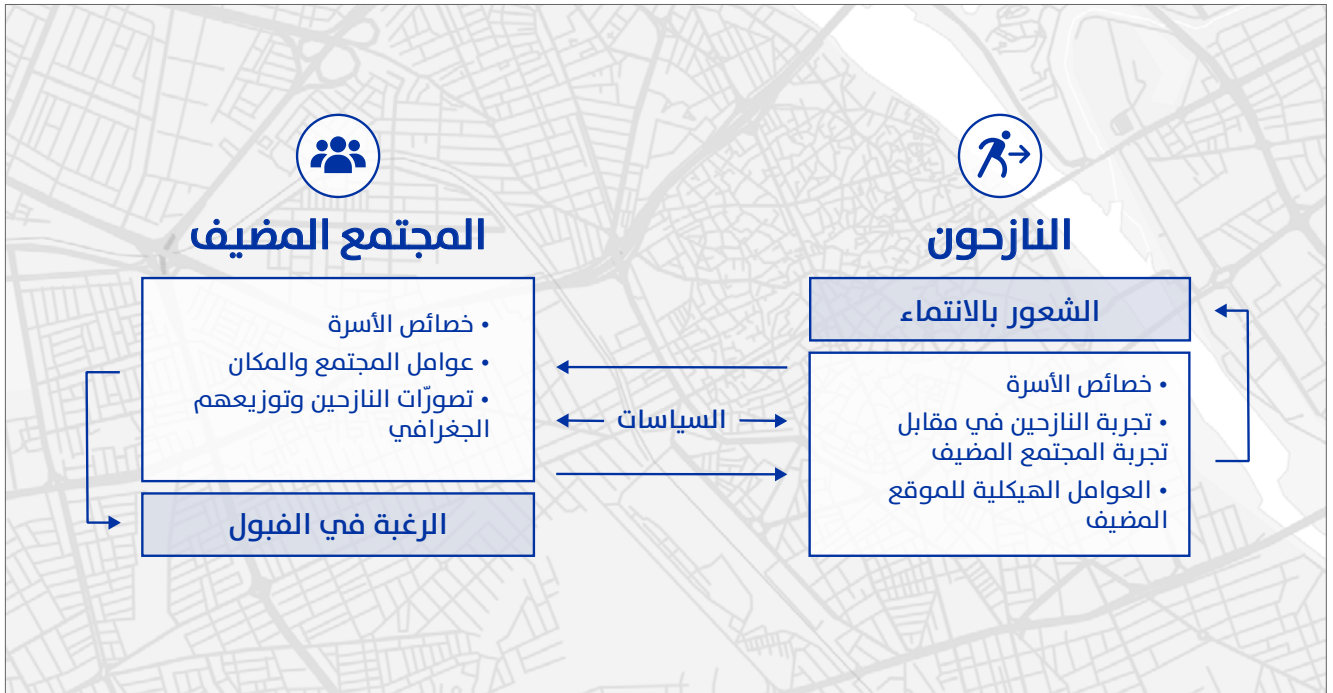 النازحون
الشعور بالانتماء
• خصائص الأسرة
• تجربة النازحين في مقابل
تجربة المجتمع المضيف
• العوامل الهيكلية للموقع
المضيف
السياسات
المجتمع المضيف
• خصائص الأسرة
• عوامل المجتمع والمكان
• تصورّات النازحين وتوزيعهم
الجغرافي
الرغبة في الفبول